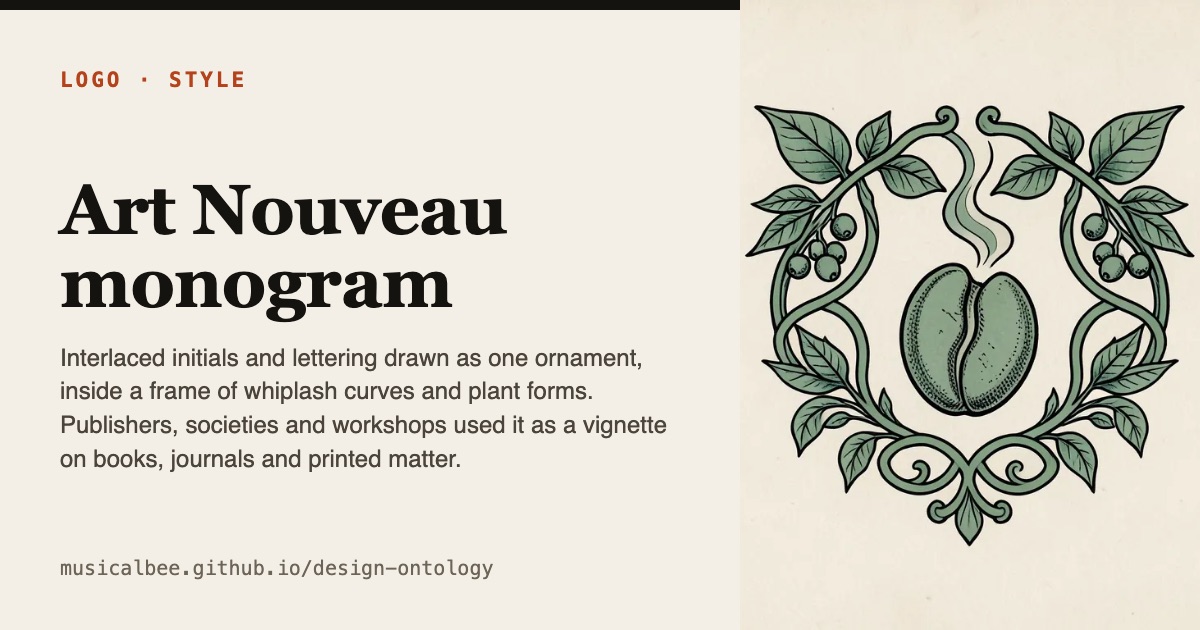 LOGO · STYLE
Art Nouveau
monogram
Interlaced initials and lettering drawn as one ornament,
inside a frame of whiplash curves and plant forms.
Publishers, societies and workshops used it as a vignette
on books, journals and printed matter.
musicalbee.github.io/design-ontology